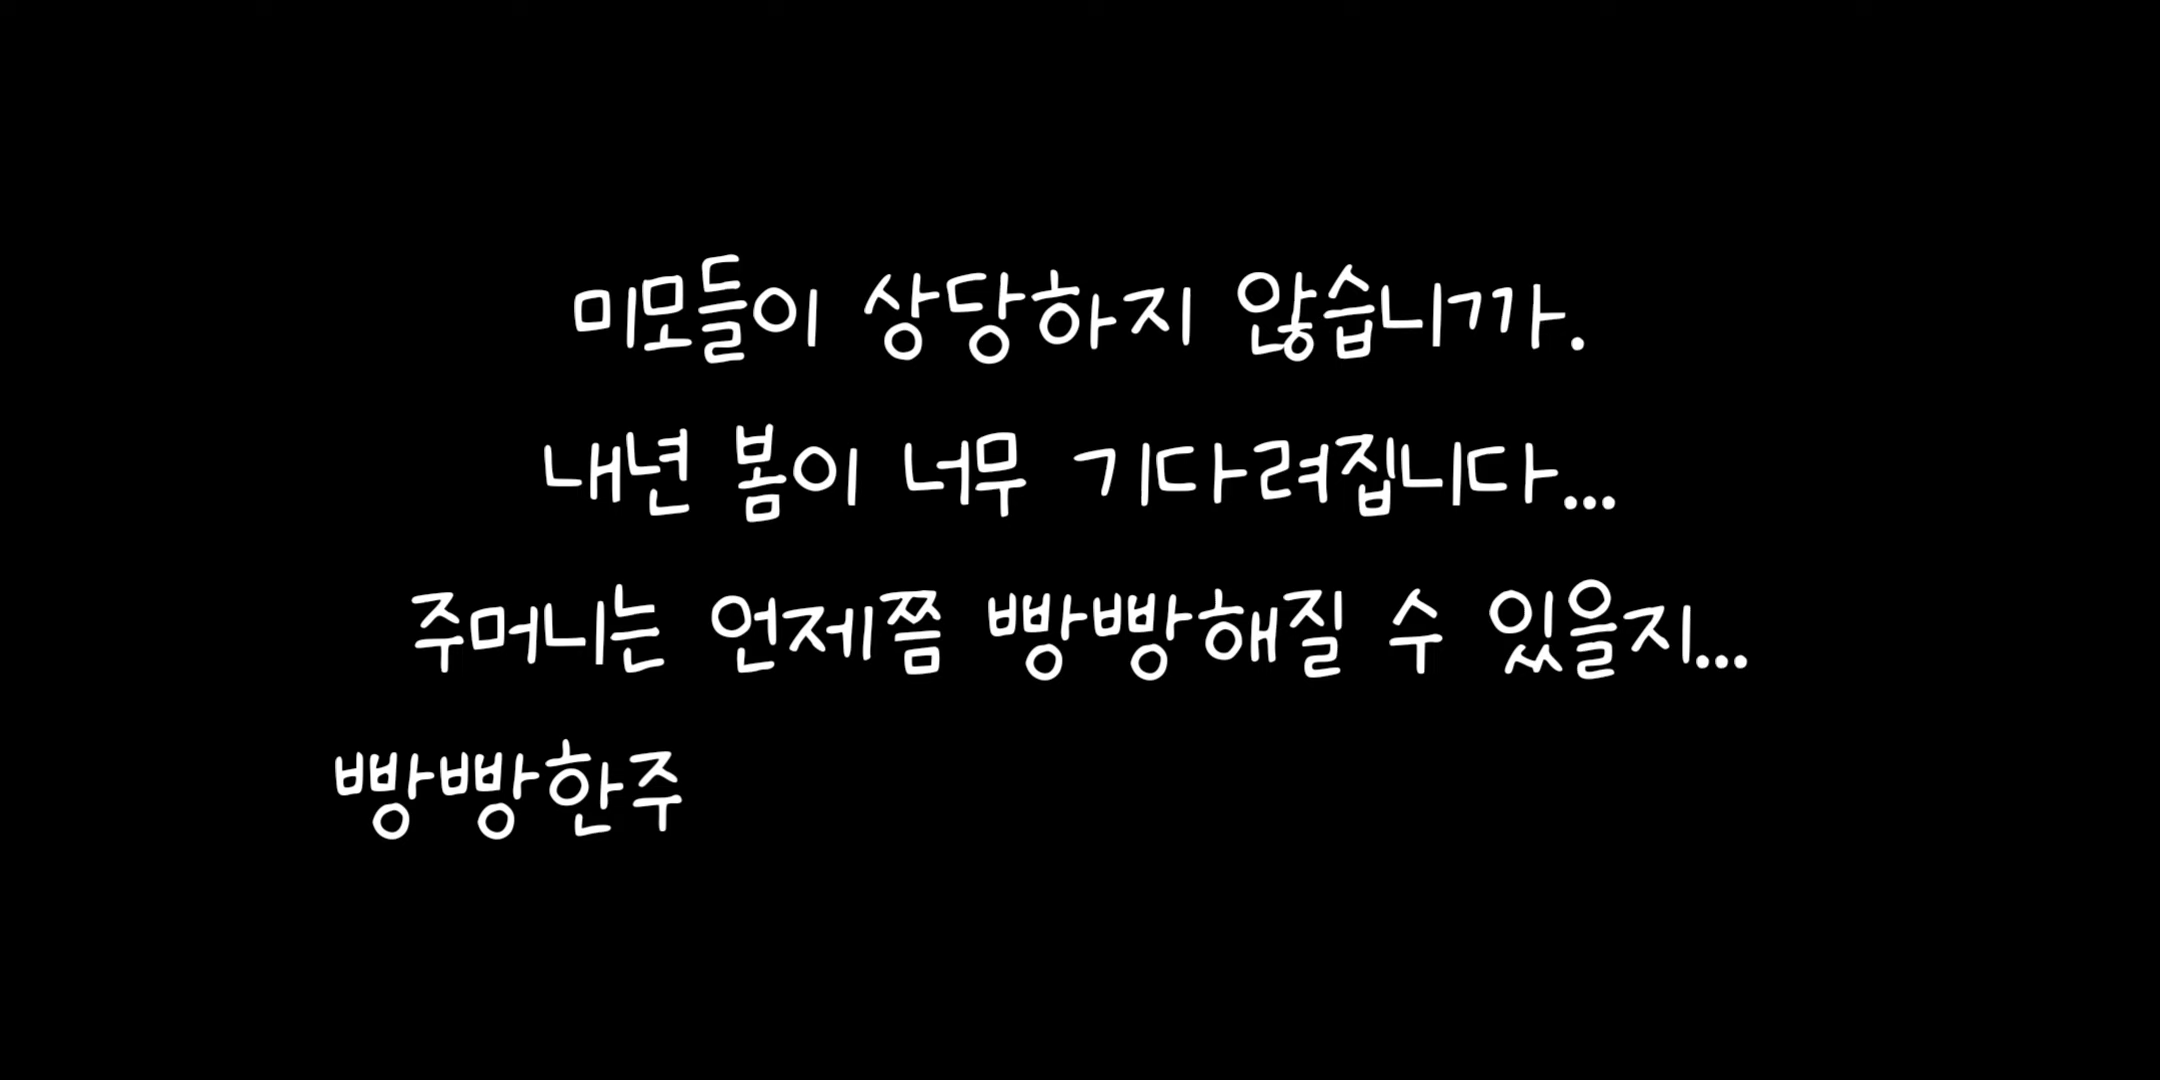 미모들이 상당하지 않습니까.
내년 봄이 너무 기다려집니다...
주머니는 언제쯤 빵빵해질 수 있을지...
빵빵한주